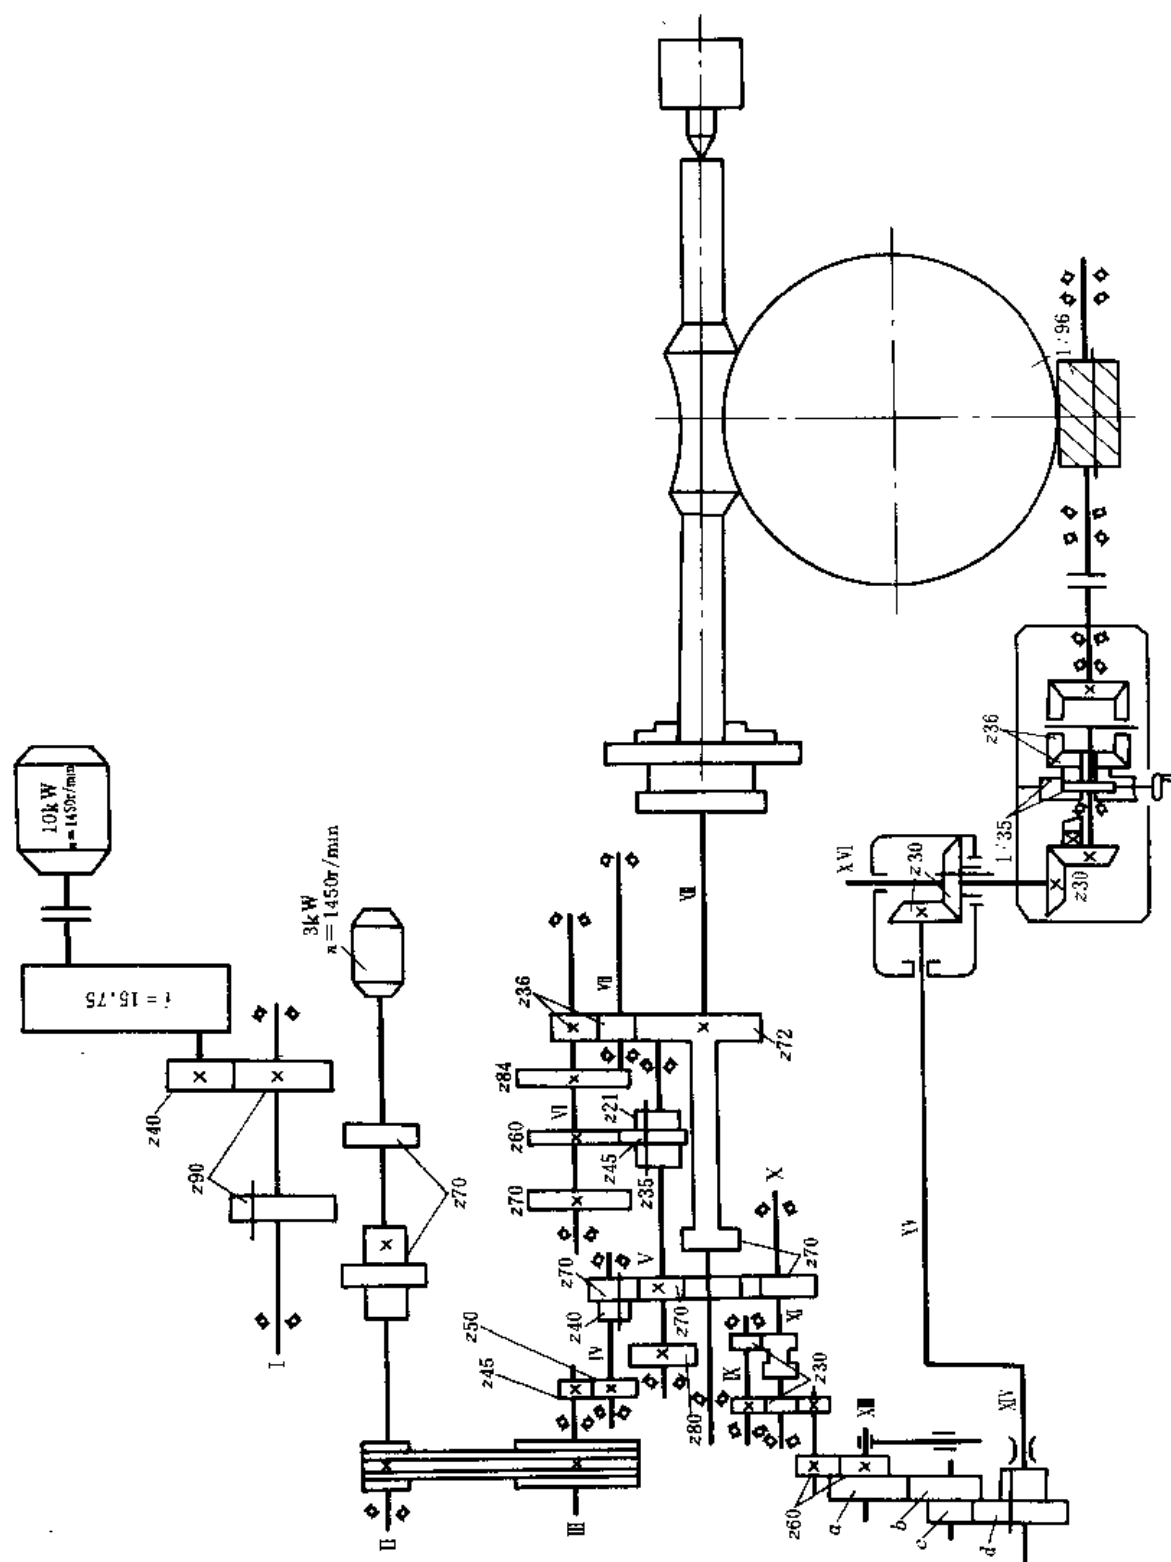 10kW
n=1450r/min
3kW
n=1450r/min
i=15.75
z40
z90
z70
I
II
III
z45
z50
IV
z40
z70
V
z70
z80
z70
z60
z84
VI
z36
z21
z45
z35
VII
VIII
z72
z70
X
XI
IX
z30
XIII
z60
a
b
c
d
XIV
XV
XVI
z30
z30
1:35
z36
1:96